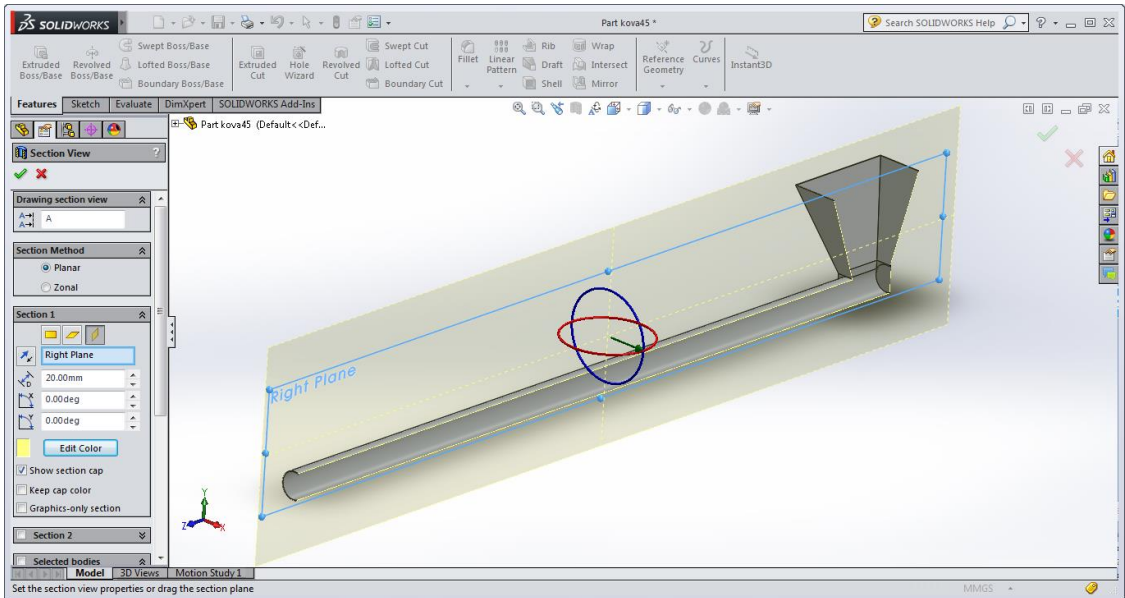 SOLIDWORKS
Part kova45 *
Search SOLIDWORKS Help
Extruded Boss/Base
Revolved Boss/Base
Swept Boss/Base
Lofted Boss/Base
Boundary Boss/Base
Extruded Cut
Hole Wizard
Revolved Cut
Swept Cut
Lofted Cut
Boundary Cut
Fillet
Linear Pattern
Rib
Draft
Shell
Wrap
Intersect
Mirror
Reference Geometry
Curves
Instant3D
Features Sketch Evaluate DimXpert SOLIDWORKS Add-Ins
Part kova45 (Default<<Def...
Section View ?
Drawing section view
A
Section Method
Planar
Zonal
Section 1
Right Plane
20.00mm
0.00deg
0.00deg
Edit Color
Show section cap
Keep cap color
Graphics-only section
Section 2
Selected bodies
Right Plane
Y
Z
X
Model 3D Views Motion Study 1
Set the section view properties or drag the section plane
MMGS